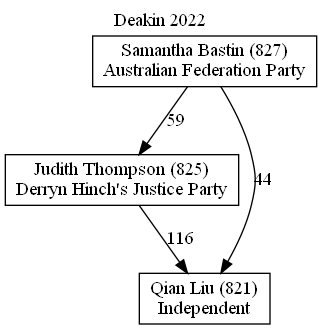 Deakin 2022
Samantha Bastin (827)
Australian Federation Party
59
Judith Thompson (825)
Derryn Hinch's Justice Party
44
116
Qian Liu (821)
Independent